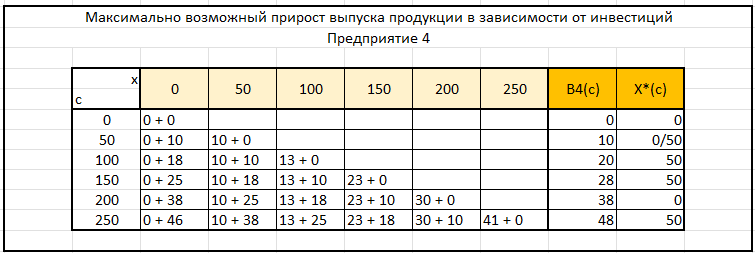 Максимально возможный прирост выпуска продукции в зависимости от инвестиций
Предприятие 4
x
c 0 50 100 150 200 250 B4(c) X*(c)
0 0 + 0 0 0
50 0 + 10 10 + 0 10 0/50
100 0 + 18 10 + 10 13 + 0 20 50
150 0 + 25 10 + 18 13 + 10 23 + 0 28 50
200 0 + 38 10 + 25 13 + 18 23 + 10 30 + 0 38 0
250 0 + 46 10 + 38 13 + 25 23 + 18 30 + 10 41 + 0 48 50